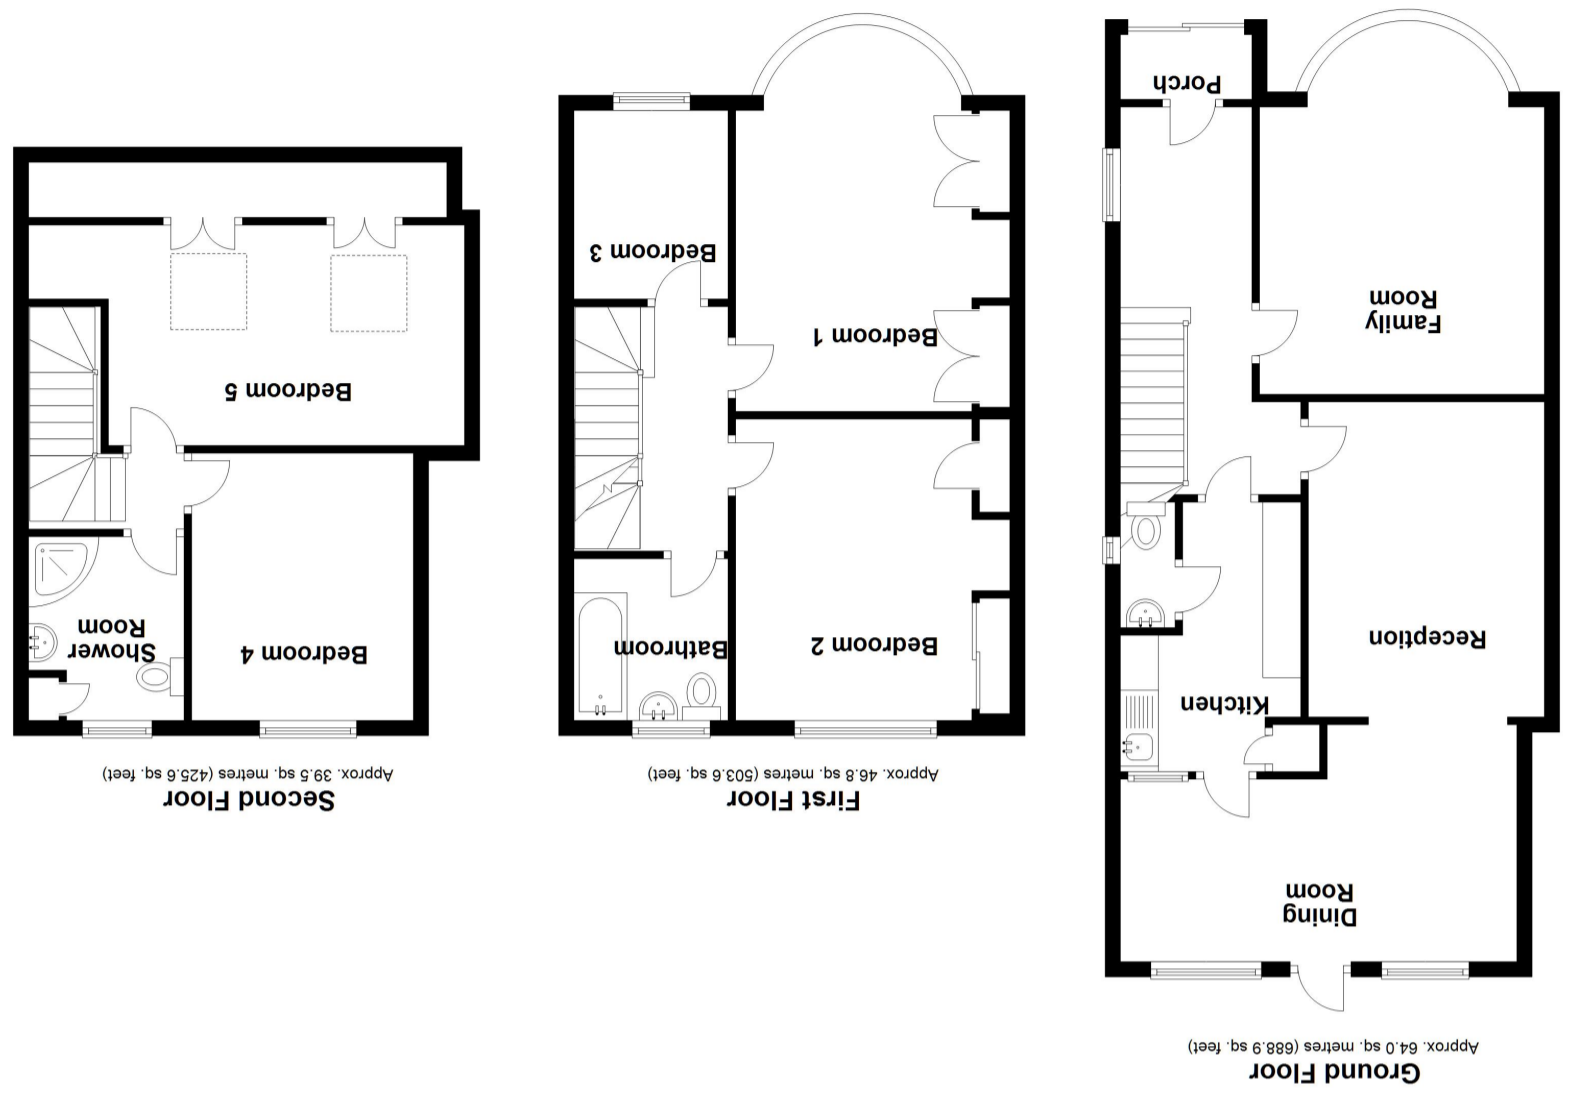 Ground Floor
Approx. 64.0 sq. metres (688.9 sq. feet)
Dining
Room
Kitchen
Reception
Family
Room
Porch
First Floor
Approx. 46.8 sq. metres (503.6 sq. feet)
Bedroom 2
Bathroom
Bedroom 1
Bedroom 3
Second Floor
Approx. 39.5 sq. metres (425.6 sq. feet)
Bedroom 4
Shower
Room
Bedroom 5